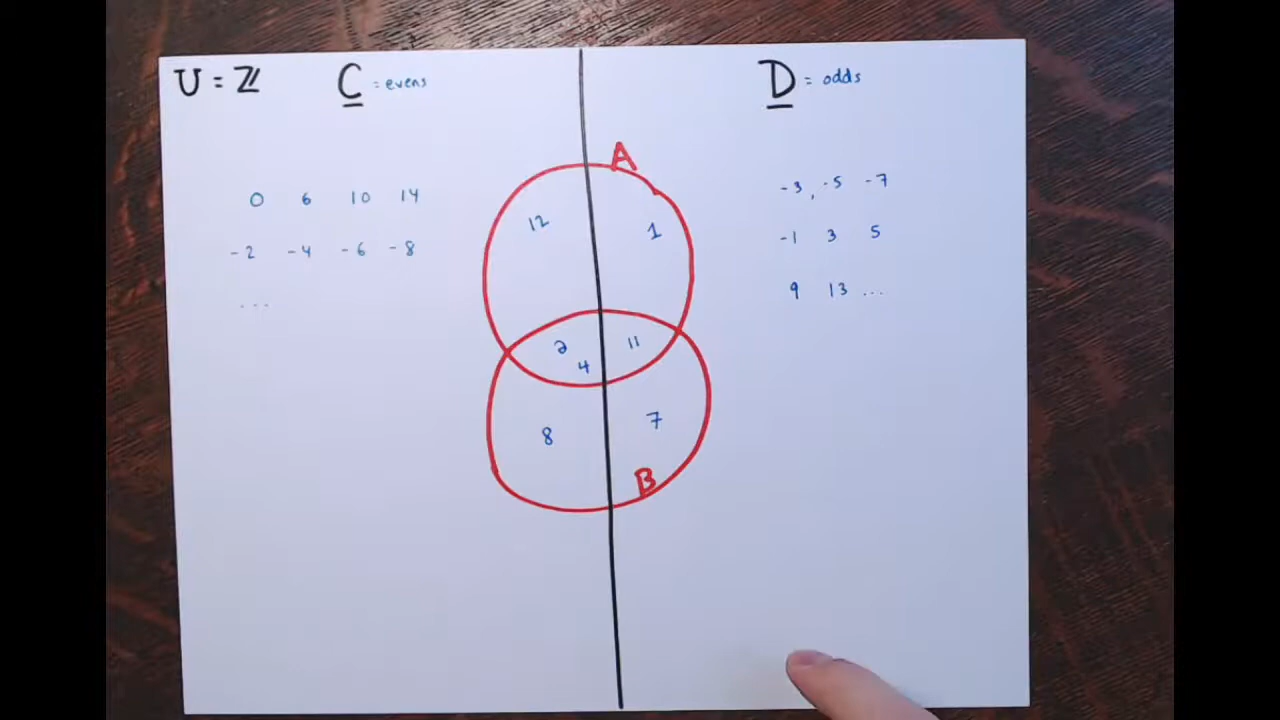 U = ℤ
C = evens
D = odds
A
0 6 10 14
-2 -4 -6 -8
...
12
1
-3, -5 -7
-1 3 5
9 13 ...
2
4
11
8
7
B